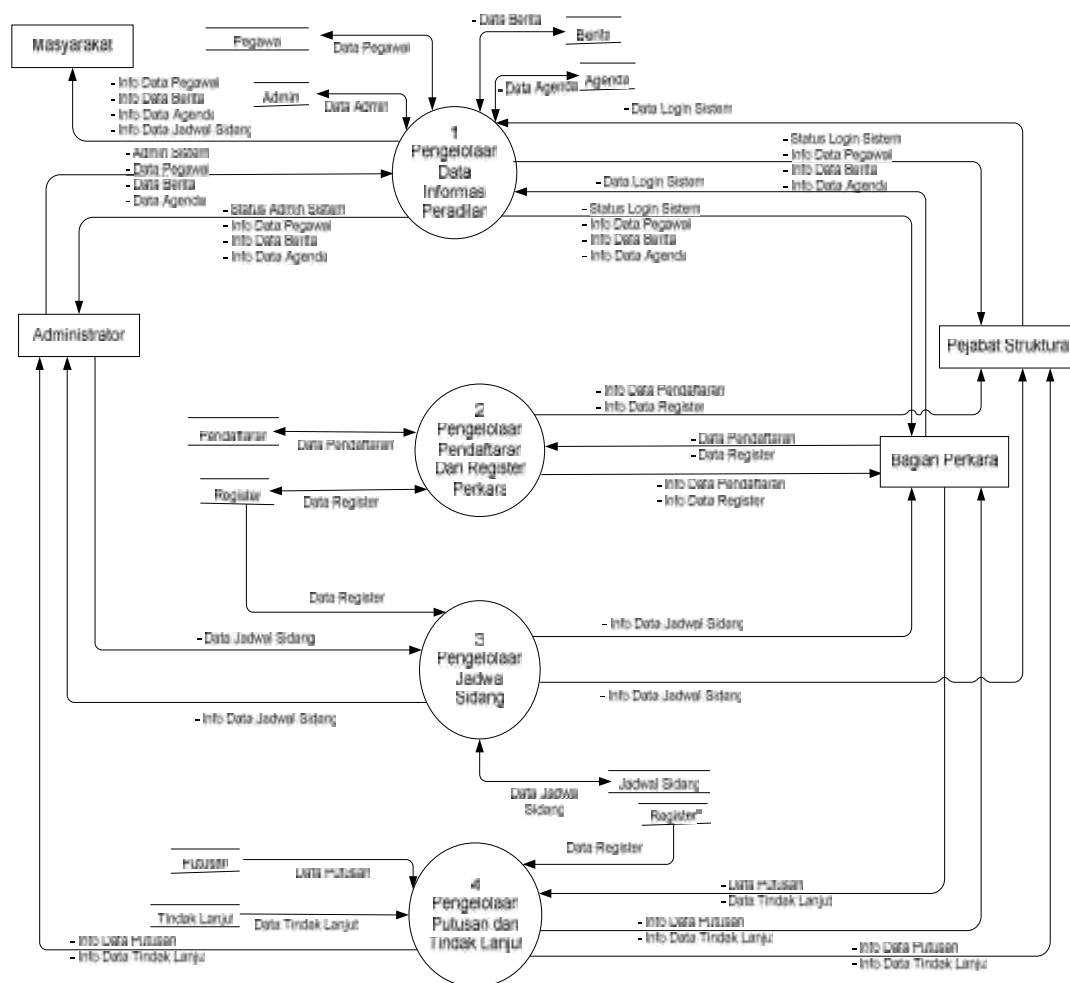 Masyarakat
Pegawai
Data Pegawai
- Data Berita
Berita
Admin
Data Admin
- Data Agenda
Agenda
- Info Data Pegawai
- Info Data Berita
- Info Data Agenda
- Info Data Jadwal Sidang
- Data Login Sistem
1
Pengelolaan
Data
Informasi
Peradilan
- Admin Sistem
- Data Pegawai
- Data Berita
- Data Agenda
- Status Login Sistem
- Info Data Pegawai
- Info Data Berita
- Info Data Agenda
- Data Login Sistem
- Status Admin Sistem
- Info Data Pegawai
- Info Data Berita
- Info Data Agenda
- Status Login Sistem
- Info Data Pegawai
- Info Data Berita
- Info Data Agenda
Administrator
Pejabat Struktural
- Info Data Pendaftaran
- Info Data Register
Pendaftaran
Data Pendaftaran
2
Pengelolaan
Pendaftaran
Dan Register
Perkara
- Data Pendaftaran
- Data Register
Bagian Perkara
Register
Data Register
- Info Data Pendaftaran
- Info Data Register
Data Register
- Data Jadwal Sidang
3
Pengelolaan
Jadwal
Sidang
- Info Data Jadwal Sidang
- Info Data Jadwal Sidang
- Info Data Jadwal Sidang
Data Jadwal
Sidang
Jadwal Sidang
Register
Data Register
Putusan
Data Putusan
4
Pengelolaan
Putusan dan
Tindak Lanjut
Tindak Lanjut
Data Tindak Lanjut
- Data Putusan
- Data Tindak Lanjut
- Info Data Putusan
- Info Data Tindak Lanjut
- Info Data Putusan
- Info Data Tindak Lanjut
- Info Data Putusan
- Info Data Tindak Lanjut